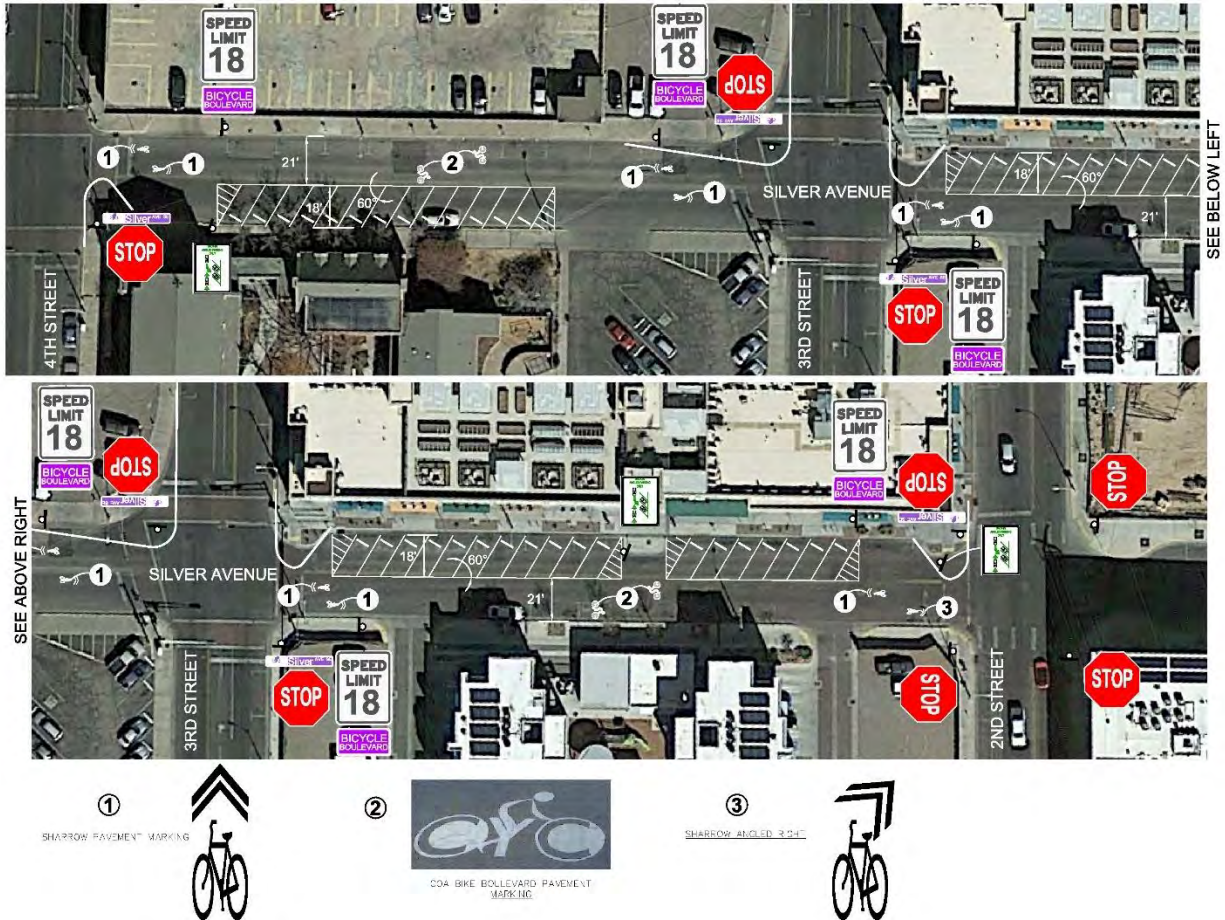 SPEED
LIMIT
18
BICYCLE
BOULEVARD
SPEED
LIMIT
18
BICYCLE
BOULEVARD
STOP
Silver
1
1
21'
2
1
1
18'
60°
SILVER AVENUE
18'
60°
1
1
21'
Silver
STOP
Silver
STOP
SPEED
LIMIT
18
BICYCLE
BOULEVARD
4TH STREET
3RD STREET
SEE BELOW LEFT
SPEED
LIMIT
18
BICYCLE
BOULEVARD
STOP
Silver
SPEED
LIMIT
18
BICYCLE
BOULEVARD
STOP
Silver
STOP
SEE ABOVE RIGHT
1
SILVER AVENUE
18'
60°
1
1
21'
2
1
3
Silver
STOP
SPEED
LIMIT
18
BICYCLE
BOULEVARD
STOP
STOP
3RD STREET
2ND STREET
1
SHARROW PAVEMENT MARKING
2
COA BIKE BOLLEVARD PAVEMENT
MARKING
3
SHARROW ANGLED RIGHT